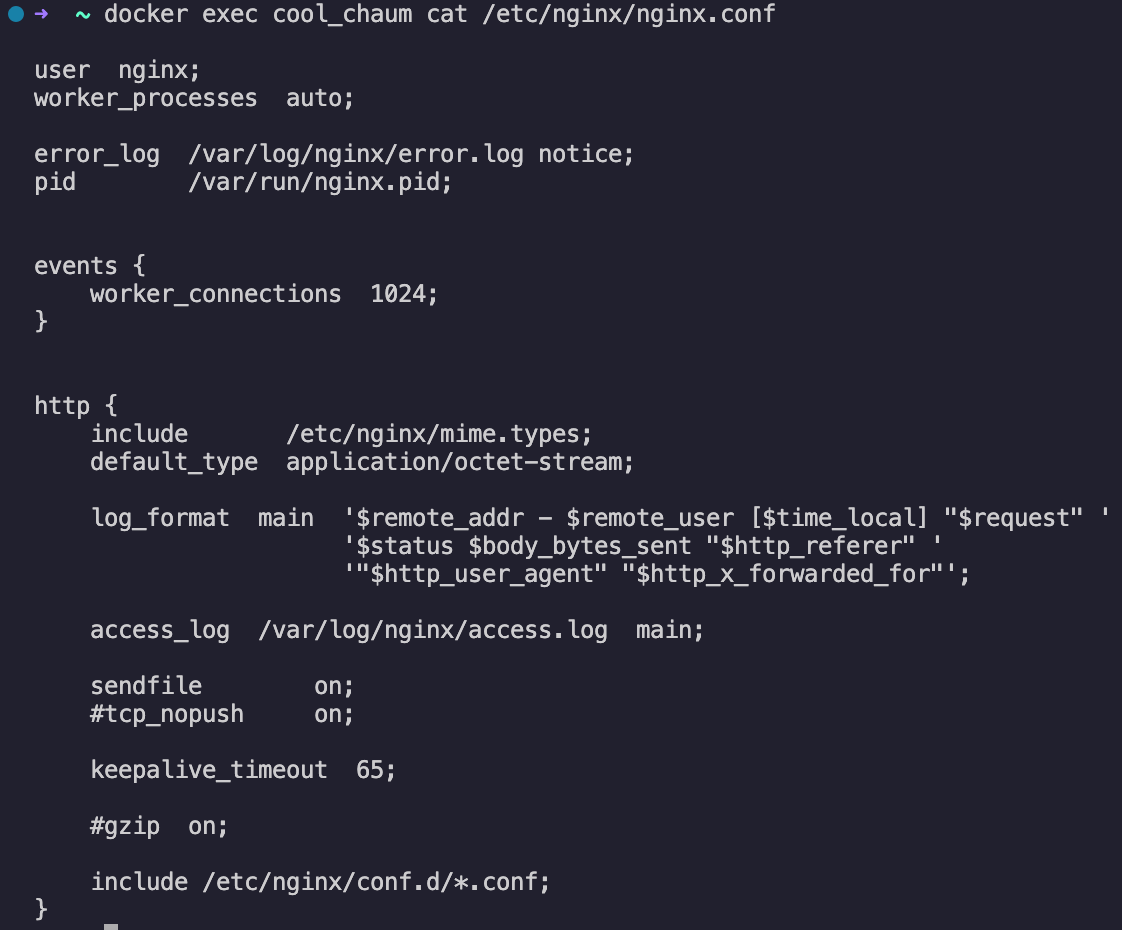 ➜  ~ docker exec cool_chaum cat /etc/nginx/nginx.conf

user  nginx;
worker_processes  auto;

error_log  /var/log/nginx/error.log notice;
pid        /var/run/nginx.pid;


events {
    worker_connections  1024;
}


http {
    include       /etc/nginx/mime.types;
    default_type  application/octet-stream;

    log_format  main  '$remote_addr - $remote_user [$time_local] "$request" '
                      '$status $body_bytes_sent "$http_referer" '
                      '"$http_user_agent" "$http_x_forwarded_for"';

    access_log  /var/log/nginx/access.log  main;

    sendfile        on;
    #tcp_nopush     on;

    keepalive_timeout  65;

    #gzip  on;

    include /etc/nginx/conf.d/*.conf;
}